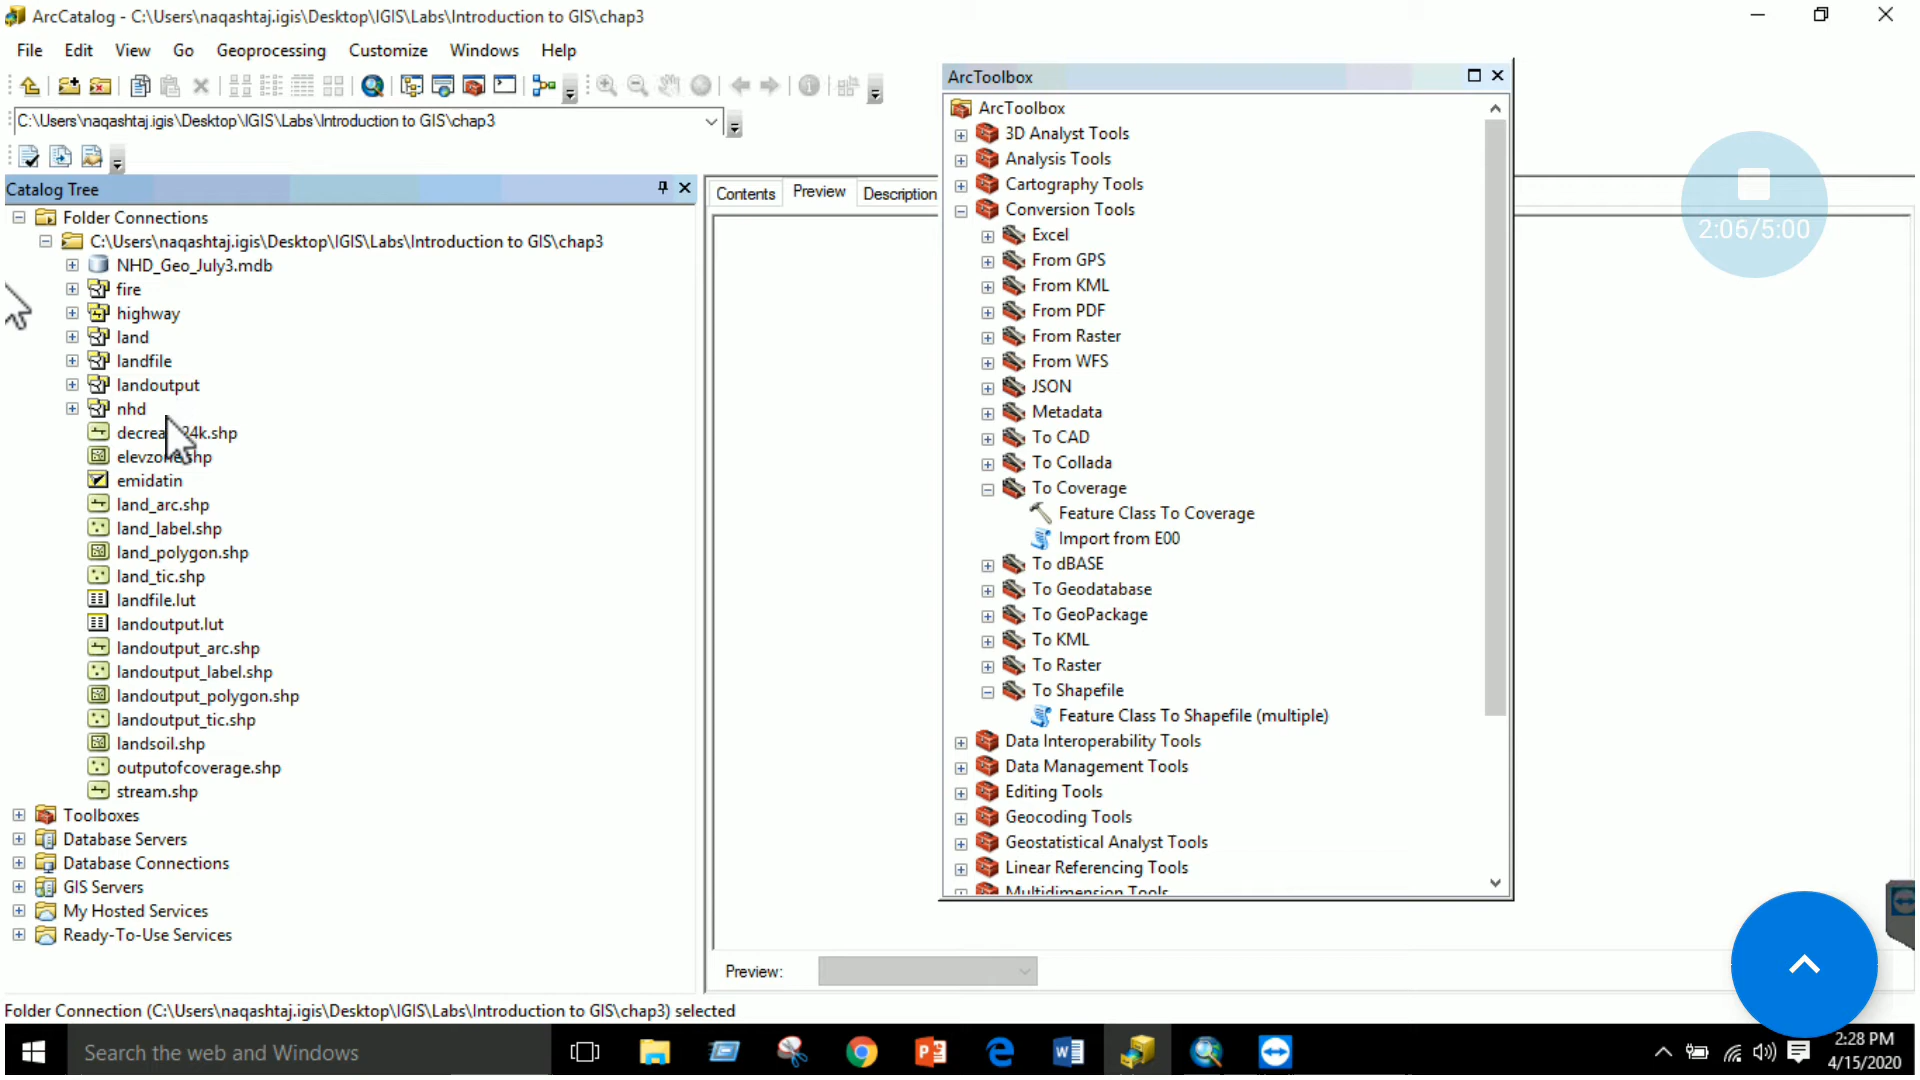 ArcCatalog - C:\Users\naqashtaj.igis\Desktop\IGIS\Labs\Introduction to GIS\chap3
File Edit View Go Geoprocessing Customize Windows Help
C:\Users\naqashtaj.igis\Desktop\IGIS\Labs\Introduction to GIS\chap3
Catalog Tree
Folder Connections
C:\Users\naqashtaj.igis\Desktop\IGIS\Labs\Introduction to GIS\chap3
NHD_Geo_July3.mdb
fire
highway
land
landfile
landoutput
nhd
emidatin
land_arc.shp
land_label.shp
land_polygon.shp
land_tic.shp
landfile.lut
landoutput.lut
landoutput_arc.shp
landoutput_label.shp
landoutput_polygon.shp
landoutput_tic.shp
landsoil.shp
outputofcoverage.shp
stream.shp
Toolboxes
Database Servers
Database Connections
GIS Servers
My Hosted Services
Ready-To-Use Services
Contents Preview Description
Preview:
ArcToolbox
ArcToolbox
3D Analyst Tools
Analysis Tools
Cartography Tools
Conversion Tools
Excel
From GPS
From KML
From PDF
From Raster
From WFS
JSON
Metadata
To CAD
To Collada
To Coverage
Feature Class To Coverage
Import from E00
To dBASE
To Geodatabase
To GeoPackage
To KML
To Raster
To Shapefile
Feature Class To Shapefile (multiple)
Data Interoperability Tools
Data Management Tools
Editing Tools
Geocoding Tools
Geostatistical Analyst Tools
Linear Referencing Tools
Multidimension Tools
2:06/5:00
Folder Connection (C:\Users\naqashtaj.igis\Desktop\IGIS\Labs\Introduction to GIS\chap3) selected
Search the web and Windows
2:28 PM
4/15/2020